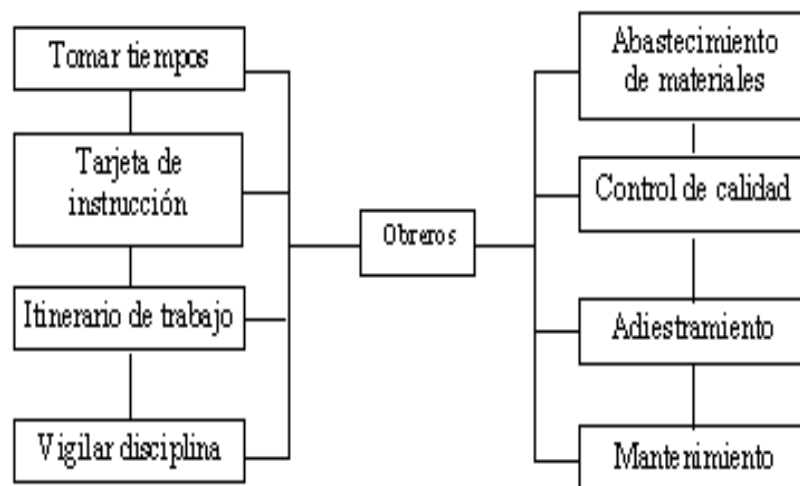 Tomar tiempos
Tarjeta de
instrucción
Itinerario de trabajo
Vigilar disciplina
Obreros
Abastecimiento
de materiales
Control de calidad
Adiestramiento
Mantenimiento